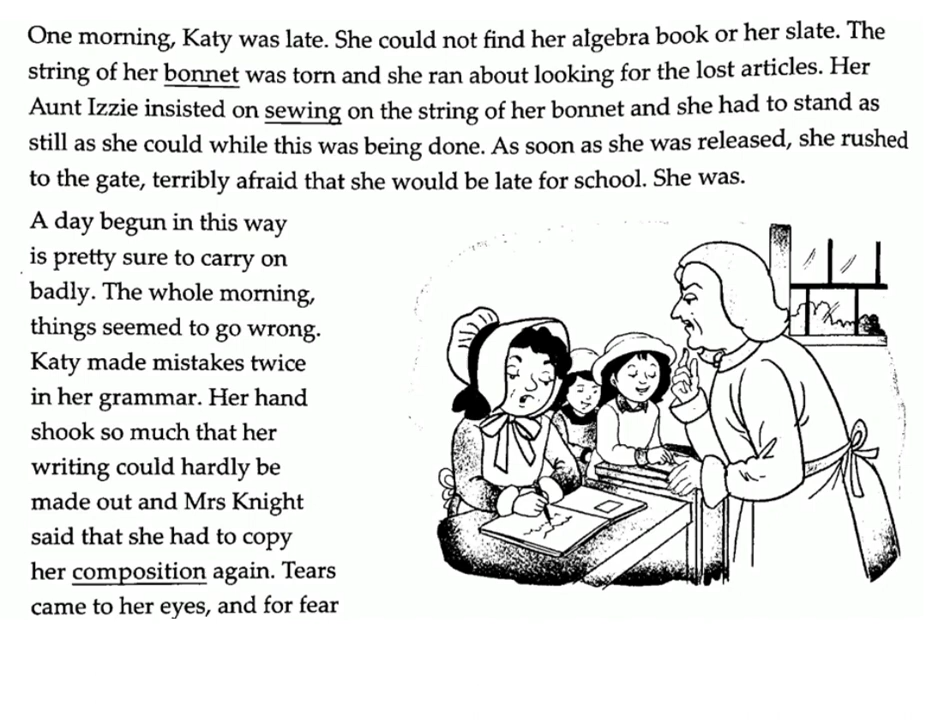 One morning, Katy was late. She could not find her algebra book or her slate. The
string of her bonnet was torn and she ran about looking for the lost articles. Her
Aunt Izzie insisted on sewing on the string of her bonnet and she had to stand as
still as she could while this was being done. As soon as she was released, she rushed
to the gate, terribly afraid that she would be late for school. She was.
A day begun in this way
is pretty sure to carry on
badly. The whole morning,
things seemed to go wrong.
Katy made mistakes twice
in her grammar. Her hand
shook so much that her
writing could hardly be
made out and Mrs Knight
said that she had to copy
her composition again. Tears
came to her eyes, and for fear